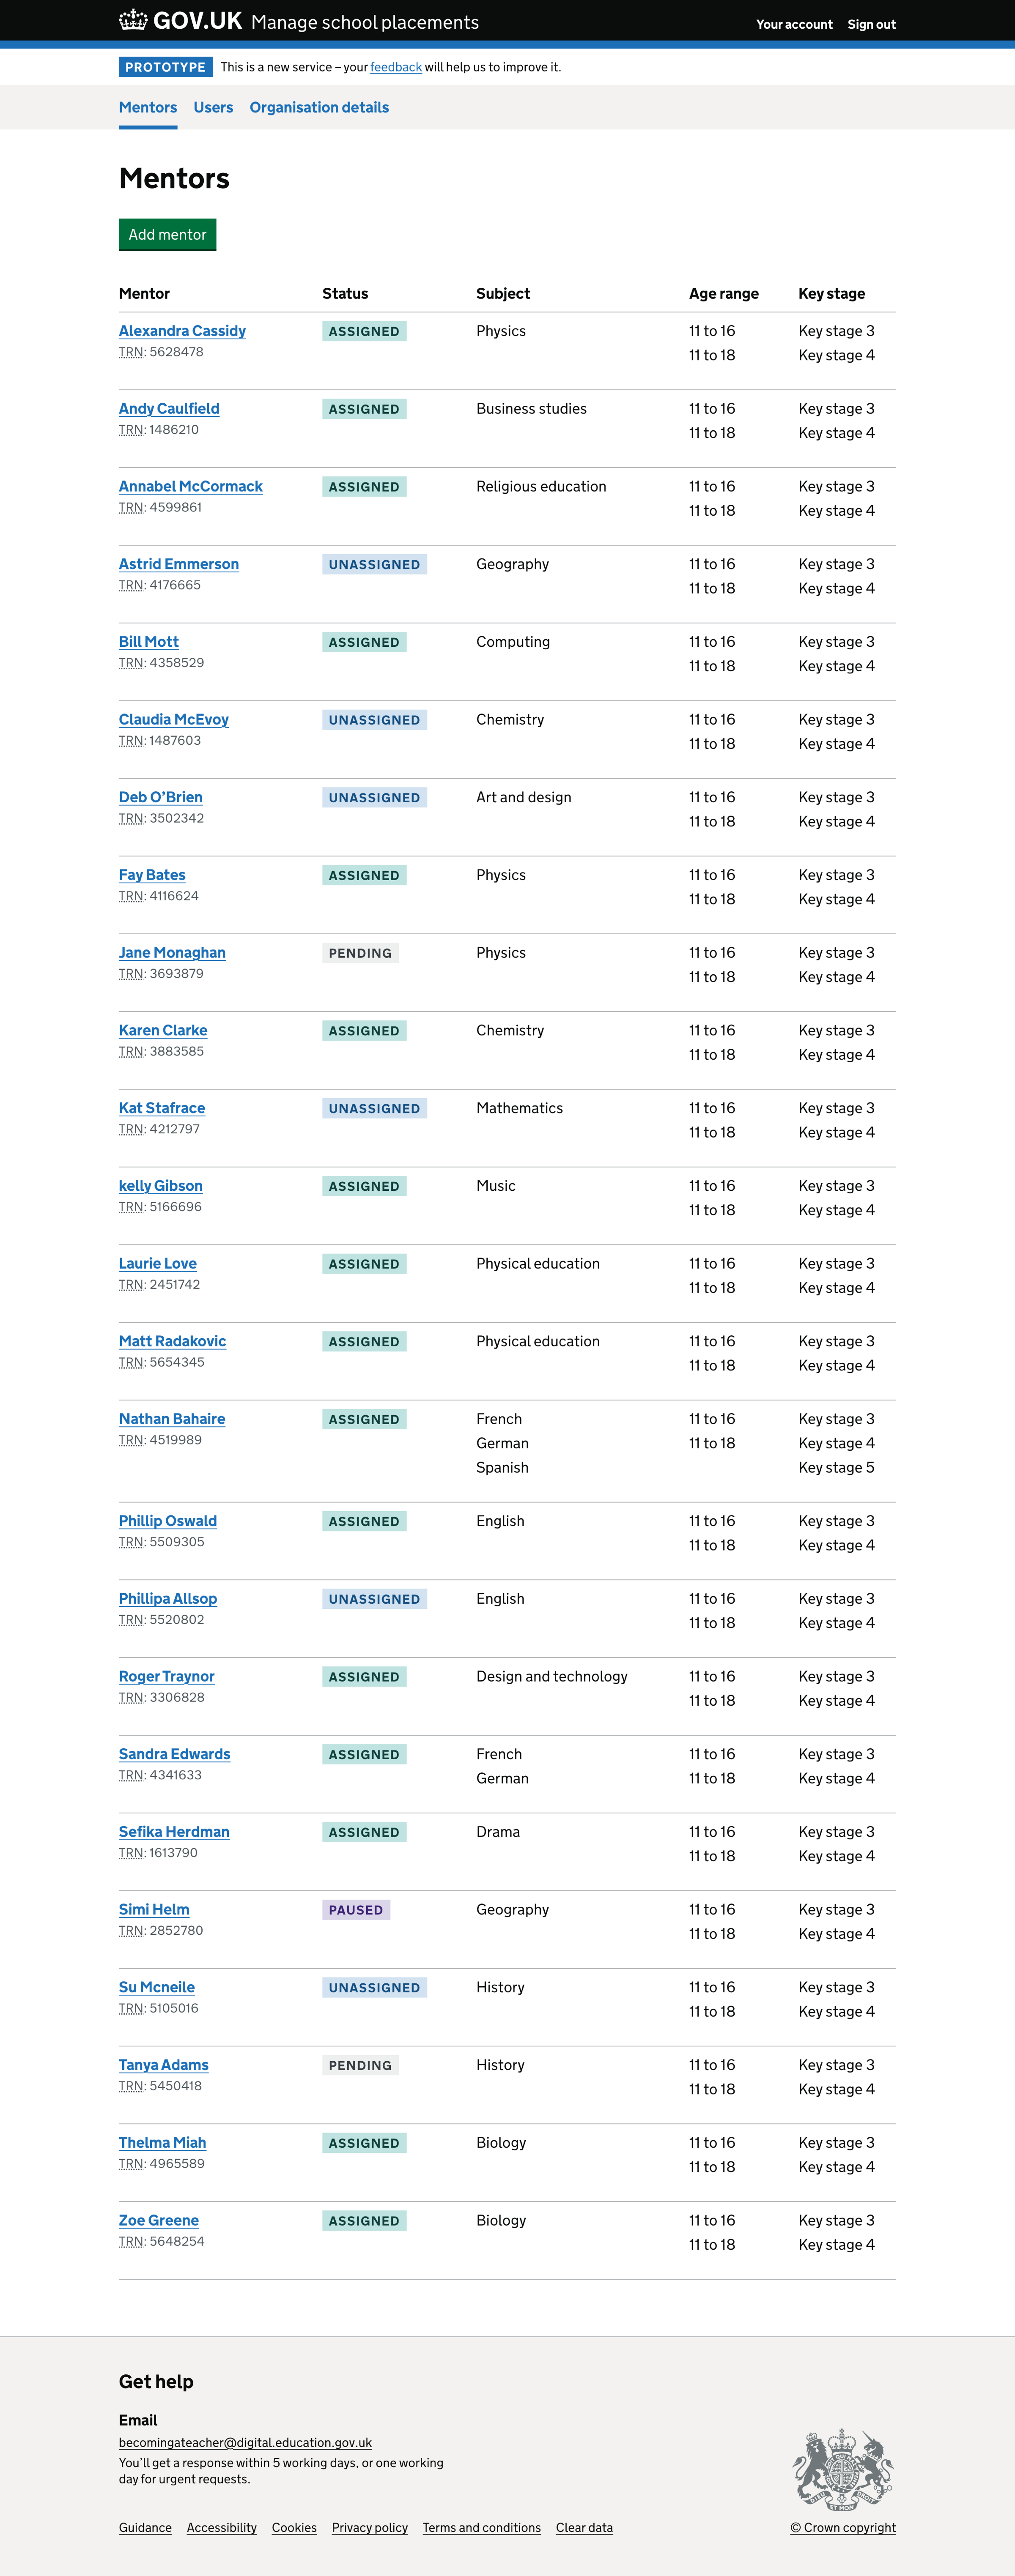 GOV.UK Manage school placements Your account Sign out
PROTOTYPE This is a new service – your feedback will help us to improve it.
Mentors Users Organisation details
Mentors
Add mentor
Mentor Status Subject Age range Key stage
Alexandra Cassidy ASSIGNED Physics 11 to 16 Key stage 3
TRN: 5628478 11 to 18 Key stage 4
Andy Caulfield ASSIGNED Business studies 11 to 16 Key stage 3
TRN: 1486210 11 to 18 Key stage 4
Annabel McCormack ASSIGNED Religious education 11 to 16 Key stage 3
TRN: 4599861 11 to 18 Key stage 4
Astrid Emmerson UNASSIGNED Geography 11 to 16 Key stage 3
TRN: 4176665 11 to 18 Key stage 4
Bill Mott ASSIGNED Computing 11 to 16 Key stage 3
TRN: 4358529 11 to 18 Key stage 4
Claudia McEvoy UNASSIGNED Chemistry 11 to 16 Key stage 3
TRN: 1487603 11 to 18 Key stage 4
Deb O’Brien UNASSIGNED Art and design 11 to 16 Key stage 3
TRN: 3502342 11 to 18 Key stage 4
Fay Bates ASSIGNED Physics 11 to 16 Key stage 3
TRN: 4116624 11 to 18 Key stage 4
Jane Monaghan PENDING Physics 11 to 16 Key stage 3
TRN: 3693879 11 to 18 Key stage 4
Karen Clarke ASSIGNED Chemistry 11 to 16 Key stage 3
TRN: 3883585 11 to 18 Key stage 4
Kat Stafrace UNASSIGNED Mathematics 11 to 16 Key stage 3
TRN: 4212797 11 to 18 Key stage 4
kelly Gibson ASSIGNED Music 11 to 16 Key stage 3
TRN: 5166696 11 to 18 Key stage 4
Laurie Love ASSIGNED Physical education 11 to 16 Key stage 3
TRN: 2451742 11 to 18 Key stage 4
Matt Radakovic ASSIGNED Physical education 11 to 16 Key stage 3
TRN: 5654345 11 to 18 Key stage 4
Nathan Bahaire ASSIGNED French 11 to 16 Key stage 3
TRN: 4519989 German 11 to 18 Key stage 4
Spanish Key stage 5
Phillip Oswald ASSIGNED English 11 to 16 Key stage 3
TRN: 5509305 11 to 18 Key stage 4
Phillipa Allsop UNASSIGNED English 11 to 16 Key stage 3
TRN: 5520802 11 to 18 Key stage 4
Roger Traynor ASSIGNED Design and technology 11 to 16 Key stage 3
TRN: 3306828 11 to 18 Key stage 4
Sandra Edwards ASSIGNED French 11 to 16 Key stage 3
TRN: 4341633 German 11 to 18 Key stage 4
Sefika Herdman ASSIGNED Drama 11 to 16 Key stage 3
TRN: 1613790 11 to 18 Key stage 4
Simi Helm PAUSED Geography 11 to 16 Key stage 3
TRN: 2852780 11 to 18 Key stage 4
Su Mcneile UNASSIGNED History 11 to 16 Key stage 3
TRN: 5105016 11 to 18 Key stage 4
Tanya Adams PENDING History 11 to 16 Key stage 3
TRN: 5450418 11 to 18 Key stage 4
Thelma Miah ASSIGNED Biology 11 to 16 Key stage 3
TRN: 4965589 11 to 18 Key stage 4
Zoe Greene ASSIGNED Biology 11 to 16 Key stage 3
TRN: 5648254 11 to 18 Key stage 4
Get help
Email
becomingateacher@digital.education.gov.uk
You’ll get a response within 5 working days, or one working
day for urgent requests.
Guidance Accessibility Cookies Privacy policy Terms and conditions Clear data © Crown copyright